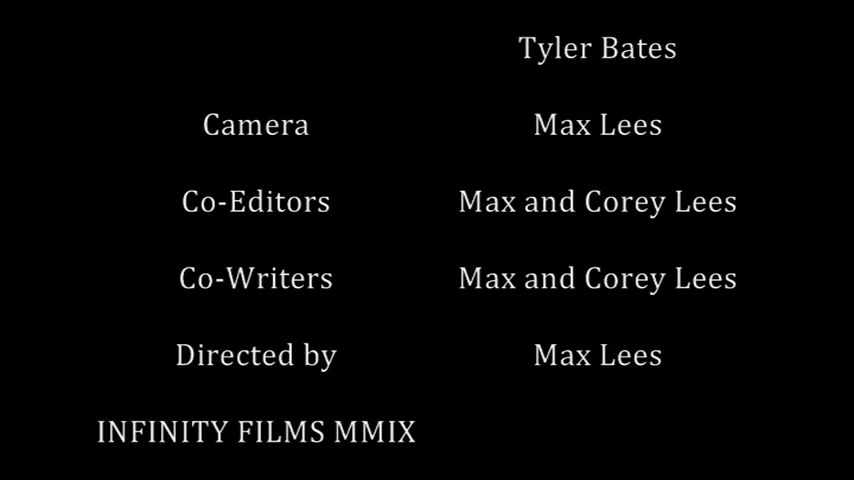 Tyler Bates
Camera Max Lees
Co-Editors Max and Corey Lees
Co-Writers Max and Corey Lees
Directed by Max Lees
INFINITY FILMS MMIX